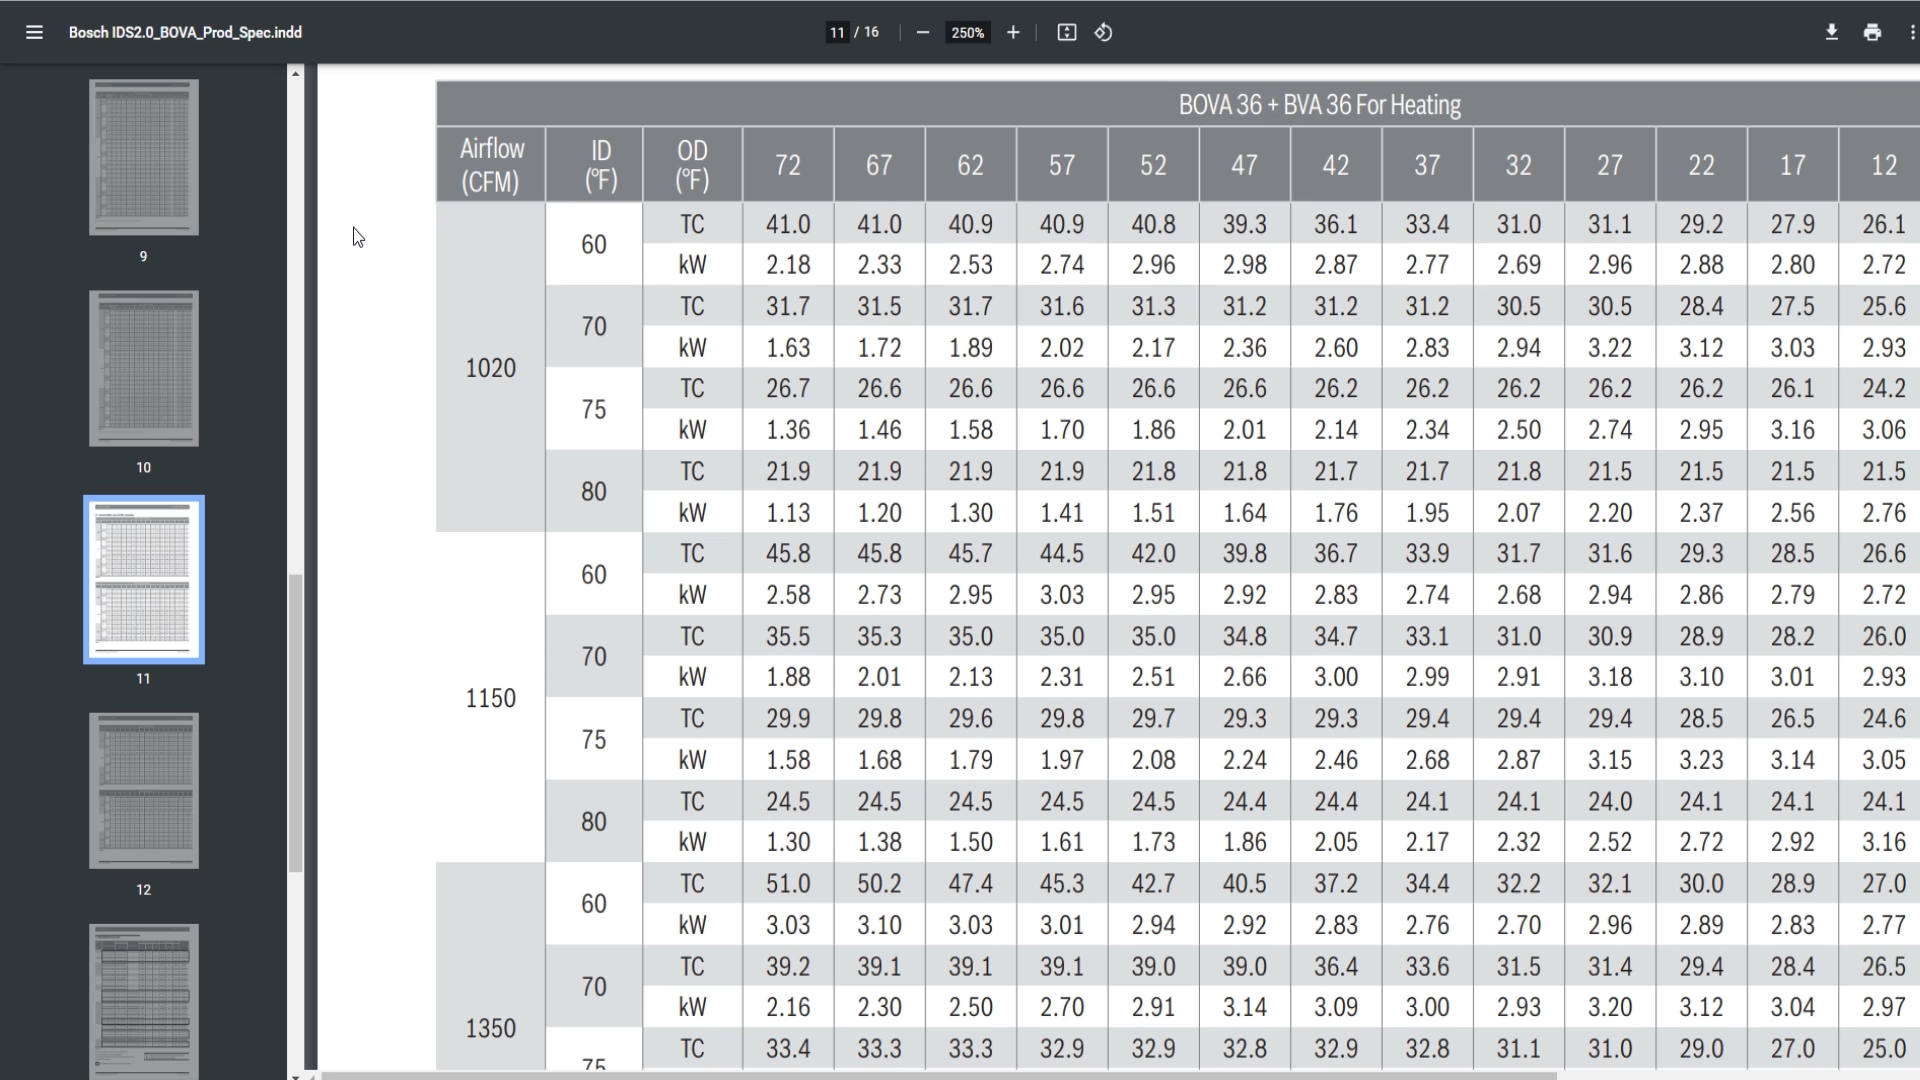 Bosch IDS2.0_BOVA_Prod_Spec.indd
11 / 16
250%
9
10
11
12
BOVA 36 + BVA 36 For Heating
Airflow (CFM) ID (°F) OD (°F) 72 67 62 57 52 47 42 37 32 27 22 17 12
1020
60 TC 41.0 41.0 40.9 40.9 40.8 39.3 36.1 33.4 31.0 31.1 29.2 27.9 26.1
kW 2.18 2.33 2.53 2.74 2.96 2.98 2.87 2.77 2.69 2.96 2.88 2.80 2.72
70 TC 31.7 31.5 31.7 31.6 31.3 31.2 31.2 31.2 30.5 30.5 28.4 27.5 25.6
kW 1.63 1.72 1.89 2.02 2.17 2.36 2.60 2.83 2.94 3.22 3.12 3.03 2.93
75 TC 26.7 26.6 26.6 26.6 26.6 26.6 26.2 26.2 26.2 26.2 26.2 26.1 24.2
kW 1.36 1.46 1.58 1.70 1.86 2.01 2.14 2.34 2.50 2.74 2.95 3.16 3.06
80 TC 21.9 21.9 21.9 21.9 21.8 21.8 21.7 21.7 21.8 21.5 21.5 21.5 21.5
kW 1.13 1.20 1.30 1.41 1.51 1.64 1.76 1.95 2.07 2.20 2.37 2.56 2.76
1150
60 TC 45.8 45.8 45.7 44.5 42.0 39.8 36.7 33.9 31.7 31.6 29.3 28.5 26.6
kW 2.58 2.73 2.95 3.03 2.95 2.92 2.83 2.74 2.68 2.94 2.86 2.79 2.72
70 TC 35.5 35.3 35.0 35.0 35.0 34.8 34.7 33.1 31.0 30.9 28.9 28.2 26.0
kW 1.88 2.01 2.13 2.31 2.51 2.66 3.00 2.99 2.91 3.18 3.10 3.01 2.93
75 TC 29.9 29.8 29.6 29.8 29.7 29.3 29.3 29.4 29.4 29.4 28.5 26.5 24.6
kW 1.58 1.68 1.79 1.97 2.08 2.24 2.46 2.68 2.87 3.15 3.23 3.14 3.05
80 TC 24.5 24.5 24.5 24.5 24.5 24.4 24.4 24.1 24.1 24.0 24.1 24.1 24.1
kW 1.30 1.38 1.50 1.61 1.73 1.86 2.05 2.17 2.32 2.52 2.72 2.92 3.16
1350
60 TC 51.0 50.2 47.4 45.3 42.7 40.5 37.2 34.4 32.2 32.1 30.0 28.9 27.0
kW 3.03 3.10 3.03 3.01 2.94 2.92 2.83 2.76 2.70 2.96 2.89 2.83 2.77
70 TC 39.2 39.1 39.1 39.1 39.0 39.0 36.4 33.6 31.5 31.4 29.4 28.4 26.5
kW 2.16 2.30 2.50 2.70 2.91 3.14 3.09 3.00 2.93 3.20 3.12 3.04 2.97
75 TC 33.4 33.3 33.3 32.9 32.9 32.8 32.9 32.8 31.1 31.0 29.0 27.0 25.0